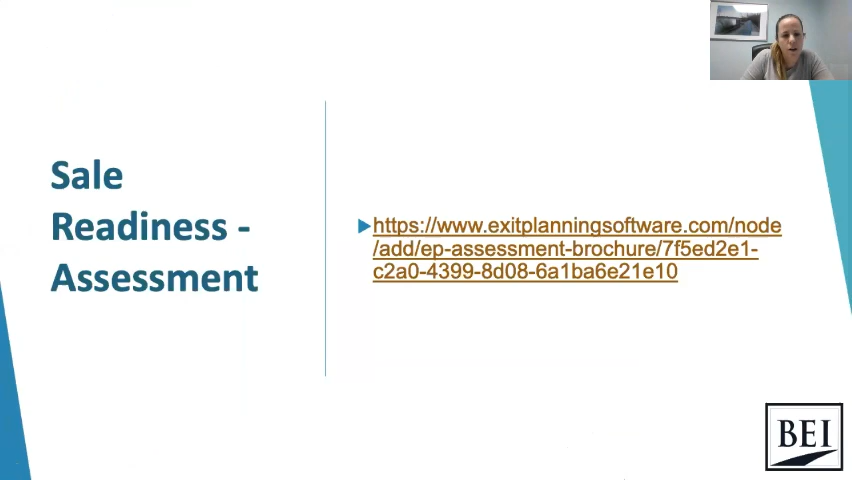 Sale
Readiness -
Assessment
https://www.exitplanningsoftware.com/node
/add/ep-assessment-brochure/7f5ed2e1-
c2a0-4399-8d08-6a1ba6e21e10
BEI